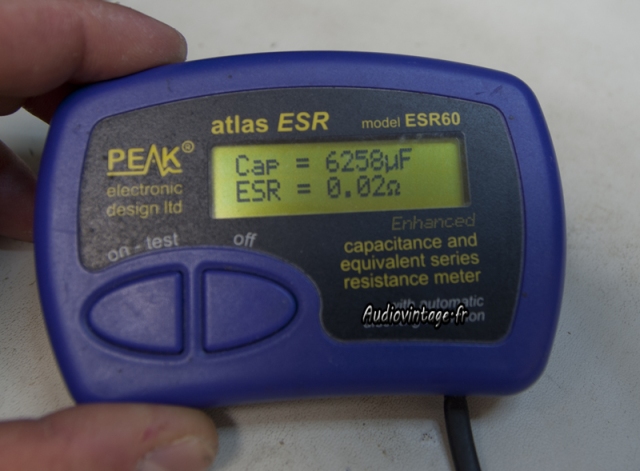 atlas ESR model ESR60
PEAK®
electronic
design ltd
Cap = 6258µF
ESR = 0.02Ω
Enhanced
on - test off
capacitance and
equivalent series
resistance meter
with automatic
Audiovintage.fr